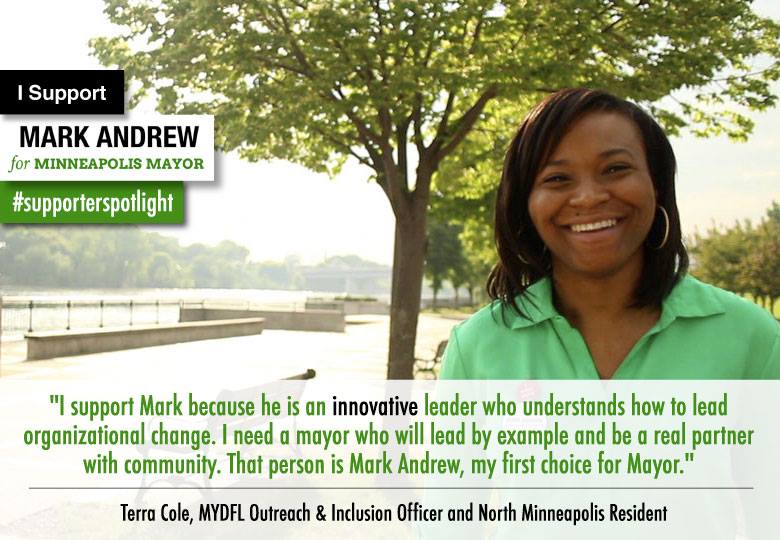 I Support
MARK ANDREW
for MINNEAPOLIS MAYOR
#supporterspotlight
"I support Mark because he is an innovative leader who understands how to lead
organizational change. I need a mayor who will lead by example and be a real partner
with community. That person is Mark Andrew, my first choice for Mayor."
Terra Cole, MYDFL Outreach & Inclusion Officer and North Minneapolis Resident